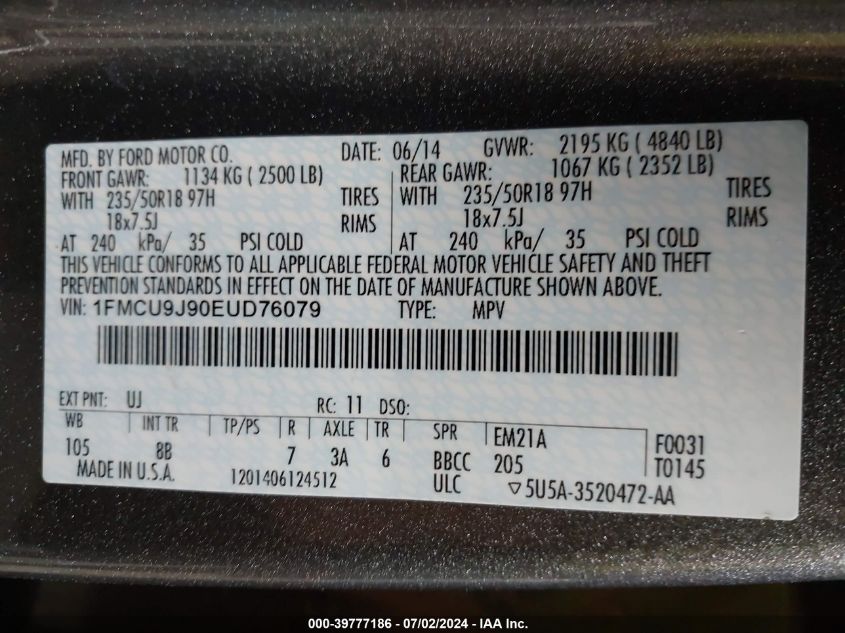 MFD. BY FORD MOTOR CO. DATE: 06/14 GVWR: 2195 KG ( 4840 LB)
FRONT GAWR: 1134 KG ( 2500 LB) REAR GAWR: 1067 KG ( 2352 LB)
WITH 235/50R18 97H TIRES WITH 235/50R18 97H TIRES
18x7.5J RIMS 18x7.5J RIMS
AT 240 kPa/ 35 PSI COLD AT 240 kPa/ 35 PSI COLD
THIS VEHICLE CONFORMS TO ALL APPLICABLE FEDERAL MOTOR VEHICLE SAFETY AND THEFT
PREVENTION STANDARDS IN EFFECT ON THE DATE OF MANUFACTURE SHOWN ABOVE.
VIN: 1FMCU9J90EUD76079 TYPE: MPV
EXT PNT: UJ RC: 11 DSO:
WB INT TR TP/PS R AXLE TR SPR EM21A F0031
105 8B 7 3A 6 BBCC 205 T0145
MADE IN U.S.A. 1201406124512 ULC ▽5U5A-3520472-AA
000-39777186 - 07/02/2024 - IAA Inc.